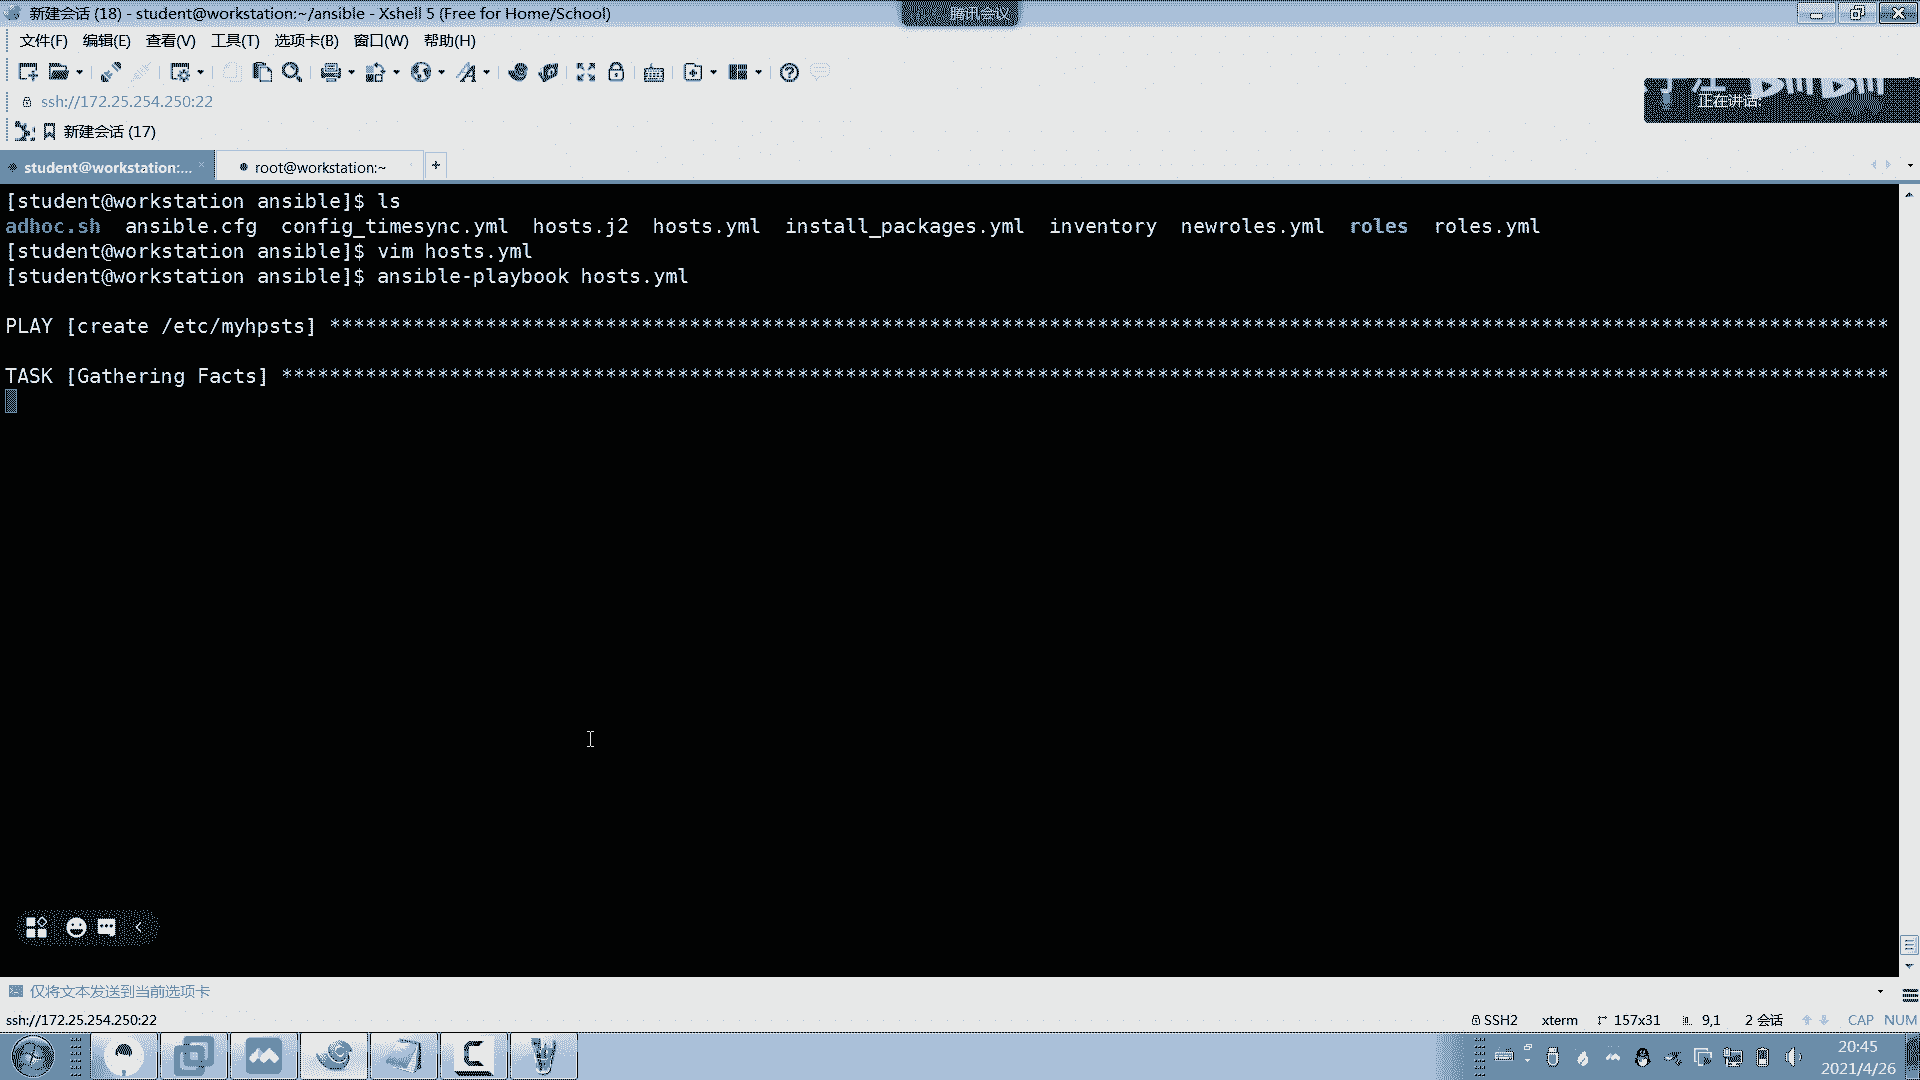 新建会话 (18) - student@workstation:~/ansible - Xshell 5 (Free for Home/School)
腾讯会议
文件(F) 编辑(E) 查看(V) 工具(T) 选项卡(B) 窗口(W) 帮助(H)
ssh://172.25.254.250:22
正在讲话:
新建会话 (17)
student@workstation:... root@workstation:~
[student@workstation ansible]$ ls
adhoc.sh ansible.cfg config_timesync.yml hosts.j2 hosts.yml install_packages.yml inventory newroles.yml roles roles.yml
[student@workstation ansible]$ vim hosts.yml
[student@workstation ansible]$ ansible-playbook hosts.yml
PLAY [create /etc/myhpsts] **********************************************************************************************************************************
TASK [Gathering Facts] **************************************************************************************************************************************
仅将文本发送到当前选项卡
ssh://172.25.254.250:22 SSH2 xterm 157x31 9,1 2 会话 CAP NUM
20:45
2021/4/26